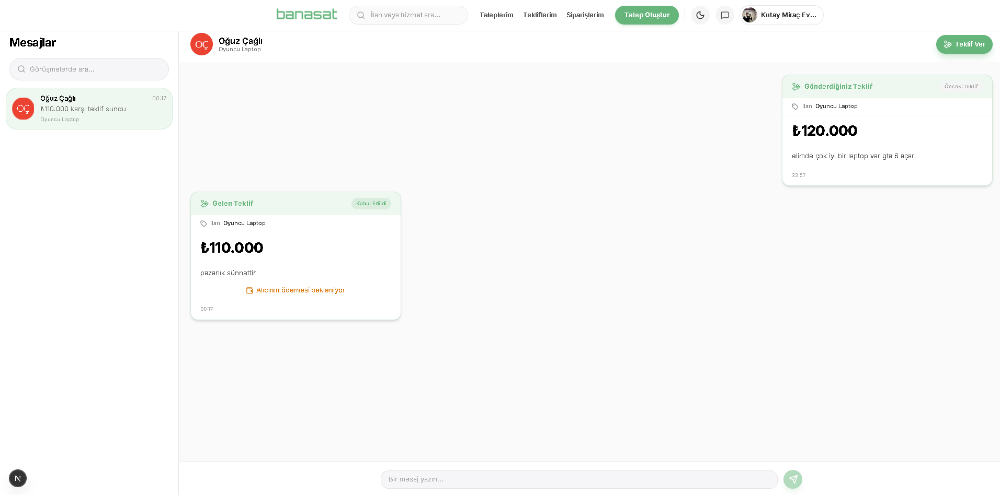 banasat
İlan veya hizmet ara...
Taleplerim
Tekliflerim
Siparişlerim
Talep Oluştur
Kutay Miraç Ev...
Mesajlar
Görüşmelerde ara...
OÇ
Oğuz Çağlı
00:17
₺110.000 karşı teklif sundu
Oyuncu Laptop
OÇ
Oğuz Çağlı
Oyuncu Laptop
Teklif Ver
Gönderdiğiniz Teklif
Önceki teklif
İlan: Oyuncu Laptop
₺120.000
elimde çok iyi bir laptop var gta 6 açar
23:57
Gelen Teklif
Kabul Edildi
İlan: Oyuncu Laptop
₺110.000
pazarlık sünnettir
Alıcının ödemesi bekleniyor
00:17
Bir mesaj yazın...
N